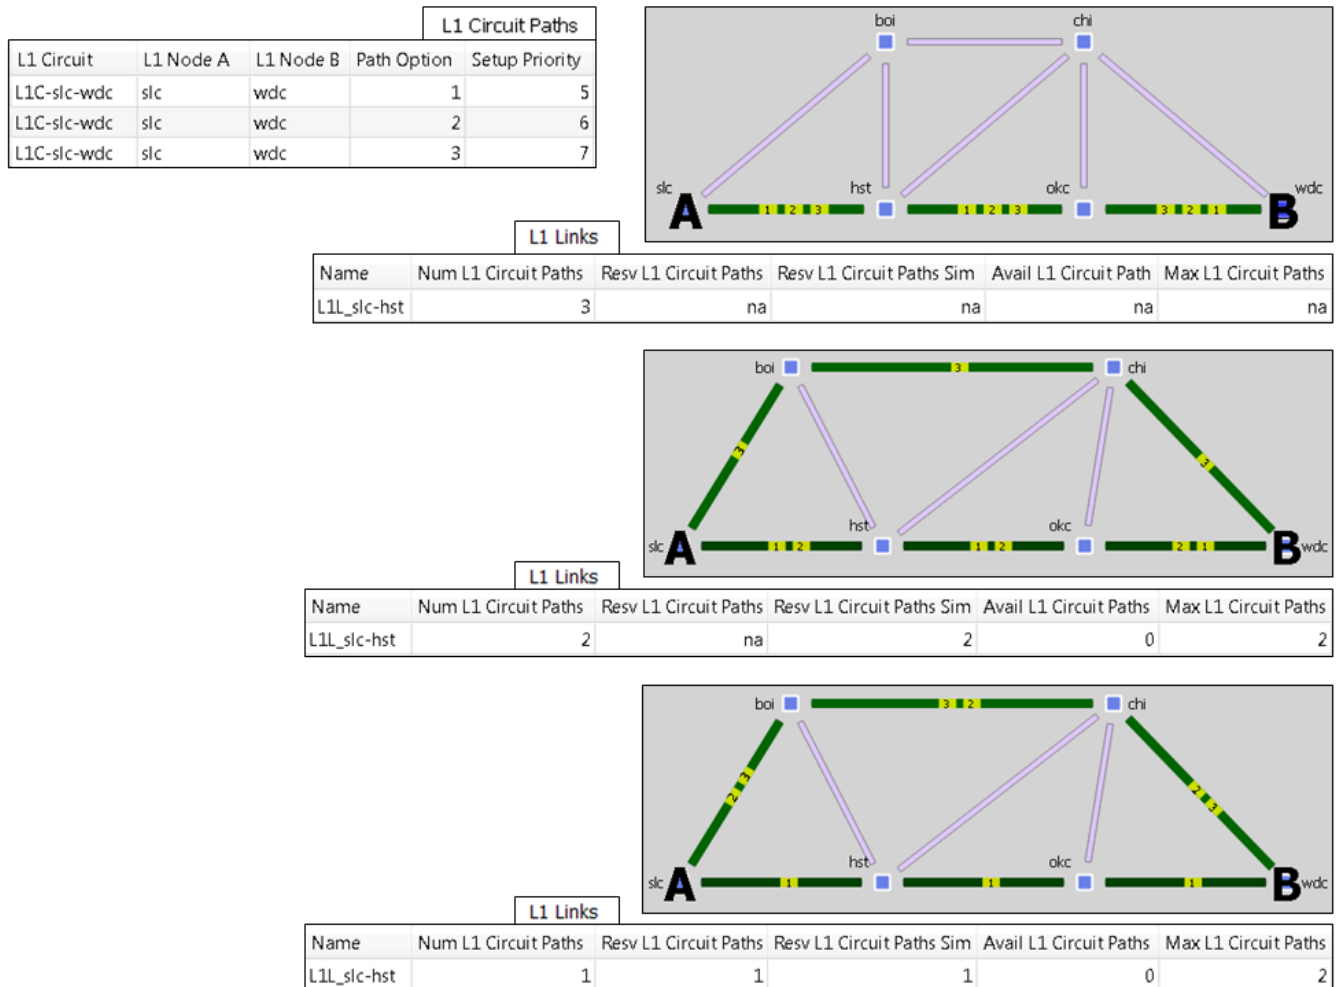 L1 Circuit Paths
L1 Circuit L1 Node A L1 Node B Path Option Setup Priority
L1C-slc-wdc slc wdc 1 5
L1C-slc-wdc slc wdc 2 6
L1C-slc-wdc slc wdc 3 7
boi chi
slc A hst okc B wdc
1 2 3 1 2 3 3 2 1
L1 Links
Name Num L1 Circuit Paths Resv L1 Circuit Paths Resv L1 Circuit Paths Sim Avail L1 Circuit Path Max L1 Circuit Paths
L1L_slc-hst 3 na na na na
boi 3 chi
3 3
hst okc
slc A 1 2 1 2 2 1 B wdc
L1 Links
Name Num L1 Circuit Paths Resv L1 Circuit Paths Resv L1 Circuit Paths Sim Avail L1 Circuit Paths Max L1 Circuit Paths
L1L_slc-hst 2 na 2 0 2
boi 3 2 chi
2 3 2 3
hst okc
slc A 1 1 1 B wdc
L1 Links
Name Num L1 Circuit Paths Resv L1 Circuit Paths Resv L1 Circuit Paths Sim Avail L1 Circuit Paths Max L1 Circuit Paths
L1L_slc-hst 1 1 1 0 2